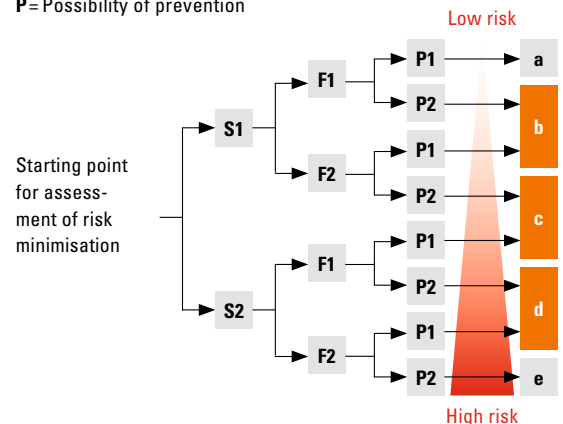 P = Possibility of prevention
Low risk
P1
a
F1
P2
b
S1
P1
F2
P2
c
Starting point
for assess-
ment of risk
minimisation
P1
F1
P2
d
S2
P1
F2
P2
e
High risk